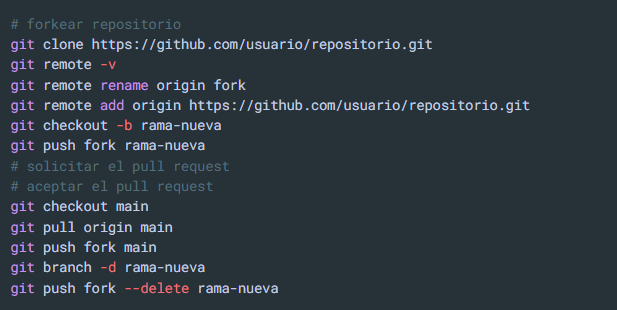 # forkear repositorio
git clone https://github.com/usuario/repositorio.git
git remote -v
git remote rename origin fork
git remote add origin https://github.com/usuario/repositorio.git
git checkout -b rama-nueva
git push fork rama-nueva
# solicitar el pull request
# aceptar el pull request
git checkout main
git pull origin main
git push fork main
git branch -d rama-nueva
git push fork --delete rama-nueva